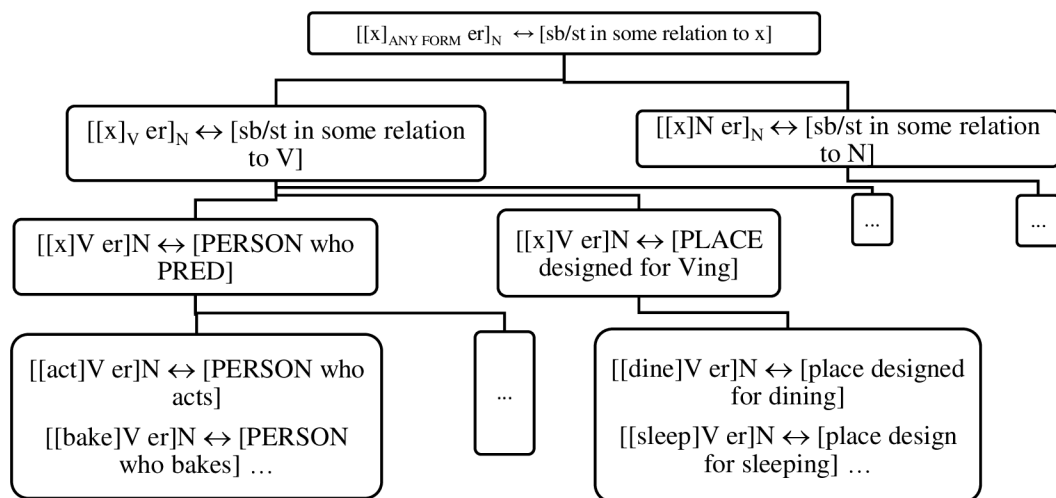 [[x]ANY FORM er]N ↔ [sb/st in some relation to x]
[[x]V er]N ↔ [sb/st in some relation
to V]
[[x]N er]N ↔ [sb/st in some relation
to N]
...
...
[[x]V er]N ↔ [PERSON who
PRED]
[[x]V er]N ↔ [PLACE
designed for Ving]
[[act]V er]N ↔ [PERSON who
acts]
[[bake]V er]N ↔ [PERSON
who bakes] …
...
[[dine]V er]N ↔ [place designed
for dining]
[[sleep]V er]N ↔ [place design
for sleeping] …